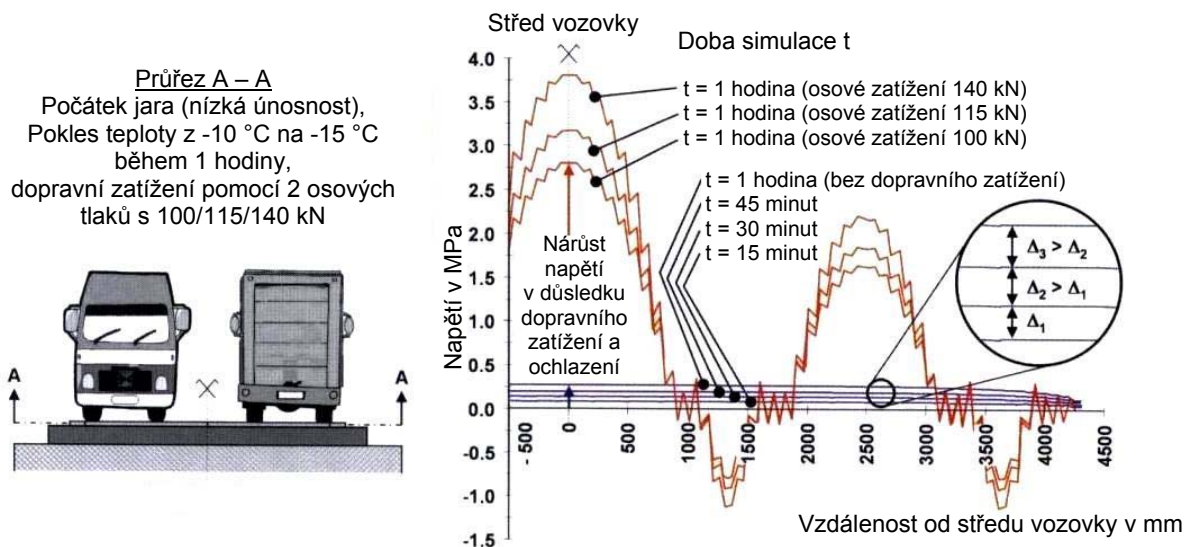 Průřez A – A
Počátek jara (nízká únosnost),
Pokles teploty z -10 °C na -15 °C
během 1 hodiny,
dopravní zatížení pomocí 2 osových
tlaků s 100/115/140 kN
A
A
Střed vozovky
Doba simulace t
Napětí v MPa
4.0
3.5
3.0
2.5
2.0
1.5
1.0
0.5
0.0
-0.5
-1.0
-1.5
t = 1 hodina (osové zatížení 140 kN)
t = 1 hodina (osové zatížení 115 kN)
t = 1 hodina (osové zatížení 100 kN)
t = 1 hodina (bez dopravního zatížení)
t = 45 minut
t = 30 minut
t = 15 minut
Nárůst
napětí
v důsledku
dopravního
zatížení a
ochlazení
Δ3 > Δ2
Δ2 > Δ1
Δ1
- 500
0
500
1000
1500
2000
2500
3000
3500
4000
4500
Vzdálenost od středu vozovky v mm